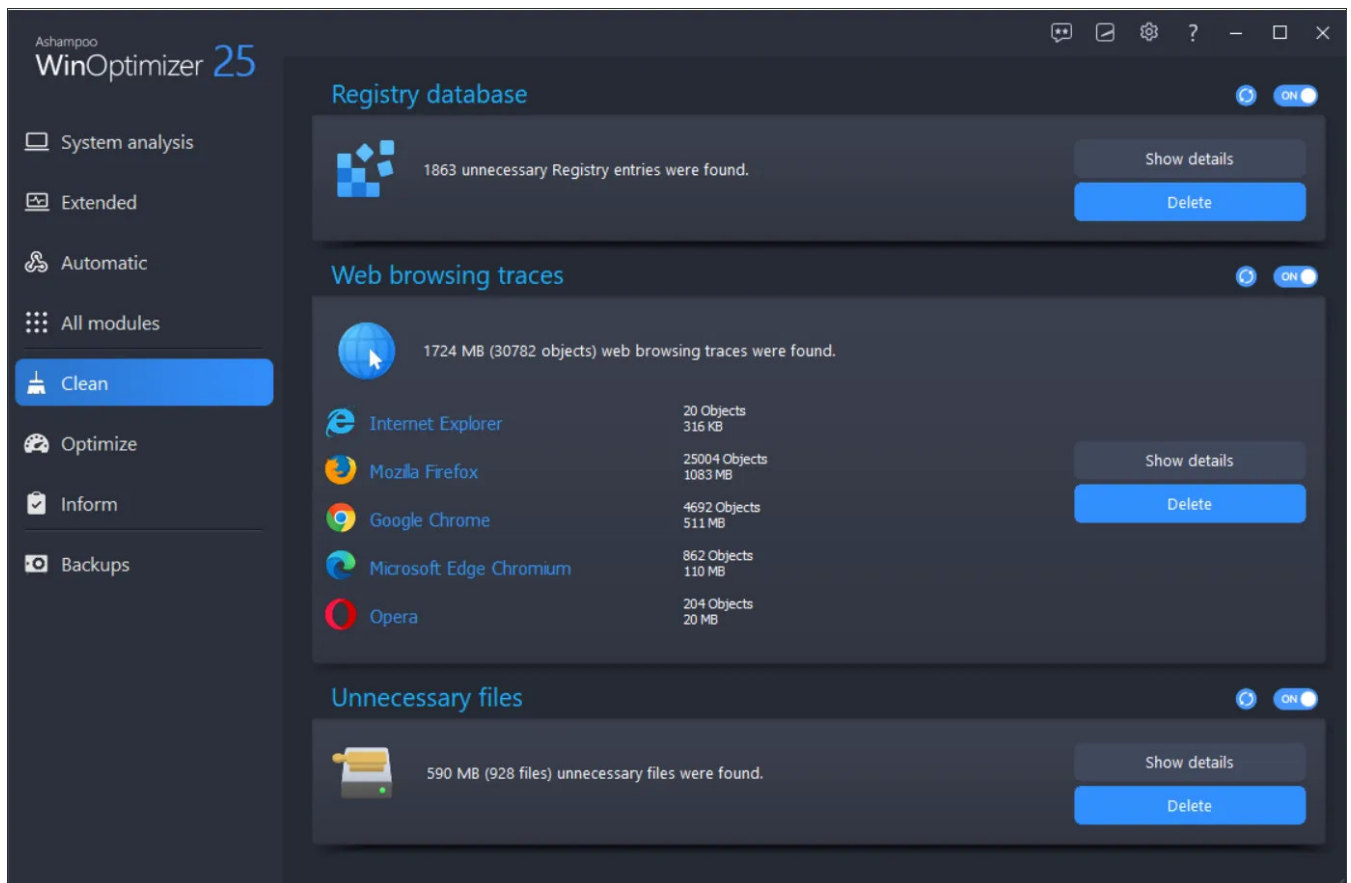 Ashampoo
WinOptimizer 25
?
System analysis
Extended
Automatic
All modules
Clean
Optimize
Inform
Backups
Registry database
ON
1863 unnecessary Registry entries were found.
Show details
Delete
Web browsing traces
ON
1724 MB (30782 objects) web browsing traces were found.
Internet Explorer
20 Objects
316 KB
Mozilla Firefox
25004 Objects
1083 MB
Google Chrome
4692 Objects
511 MB
Microsoft Edge Chromium
862 Objects
110 MB
Opera
204 Objects
20 MB
Show details
Delete
Unnecessary files
ON
590 MB (928 files) unnecessary files were found.
Show details
Delete